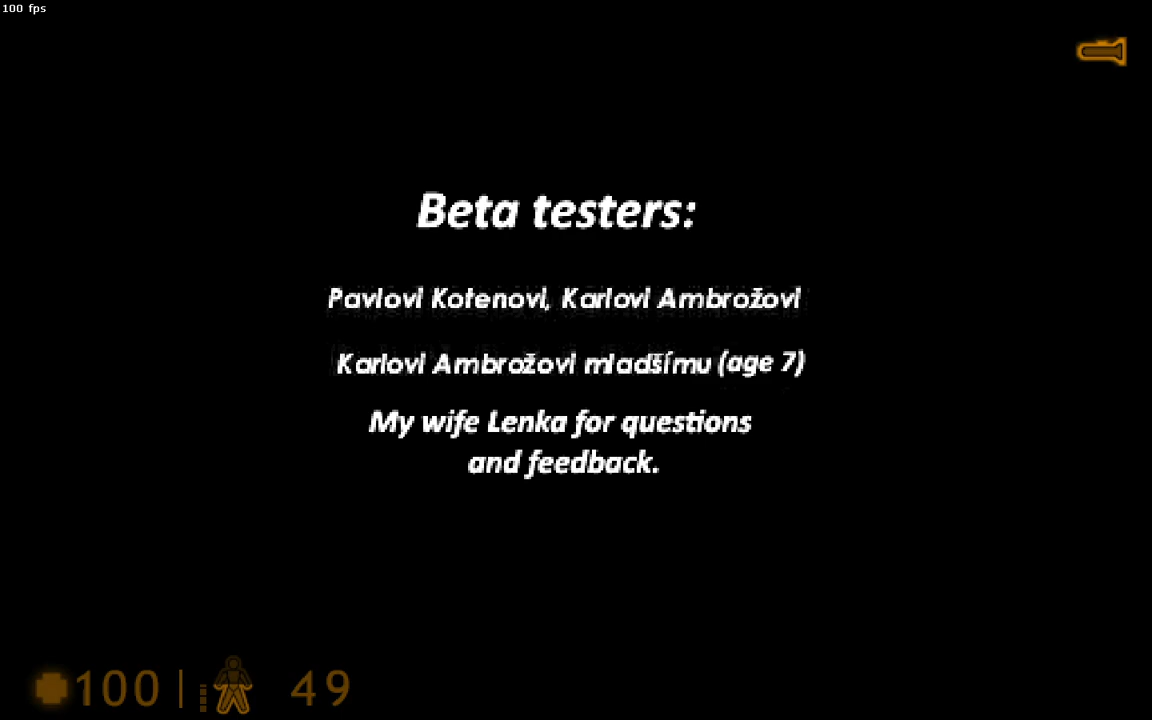 100 fps
Beta testers:
Pavlovi Kotenovi, Karlovi Ambrožovi
Karlovi Ambrožovi mladšímu (age 7)
My wife Lenka for questions
and feedback.
100 | 49